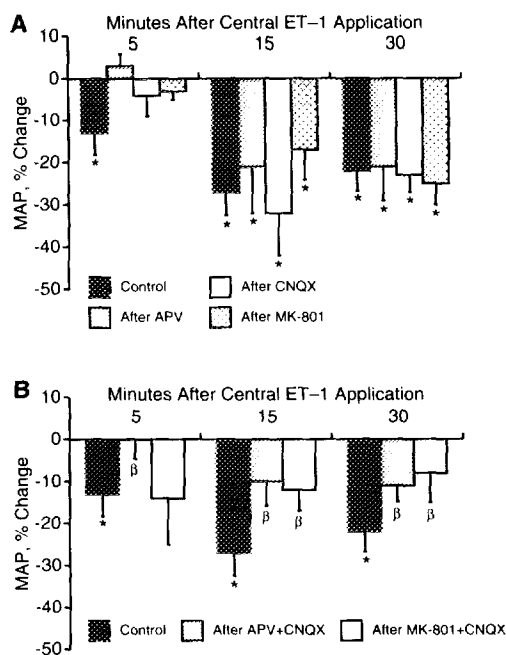 A
Minutes After Central ET–1 Application
5 15 30
10
0
-10
-20
-30
-40
-50
MAP, % Change
* * * * * * * * *
Control
After CNQX
After APV
After MK-801
B
Minutes After Central ET–1 Application
5 15 30
10
0
-10
-20
-30
-40
-50
MAP, % Change
* β * β β * β β
Control
After APV+CNQX
After MK-801+CNQX